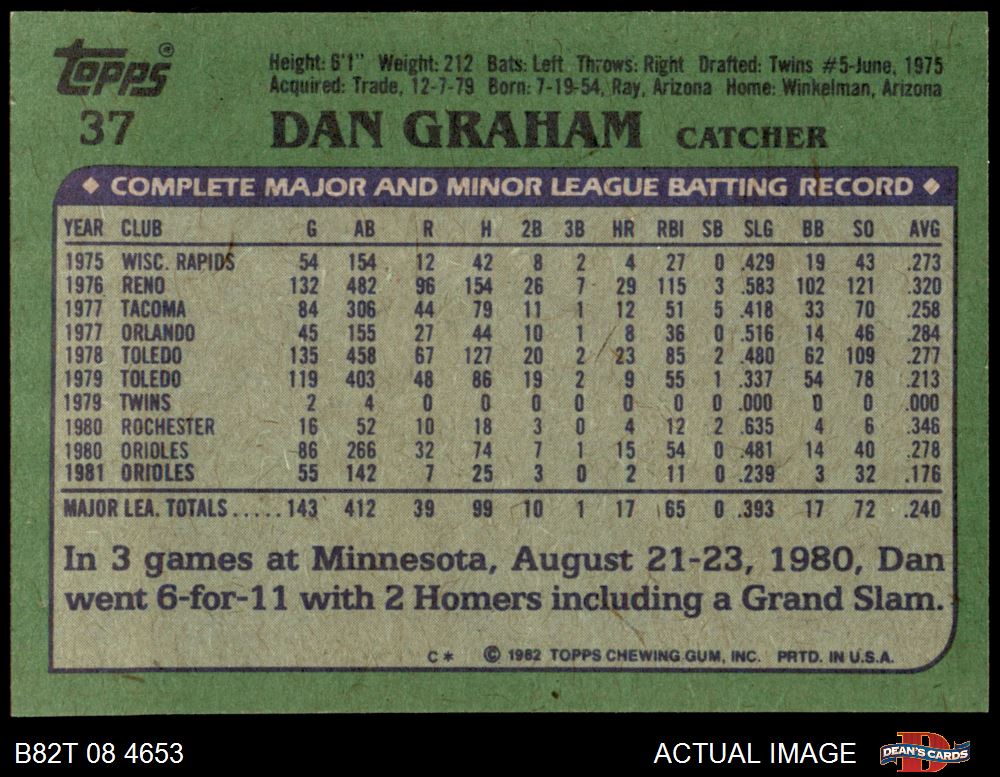 Topps®
Height: 6'1" Weight: 212 Bats: Left Throws: Right Drafted: Twins #5-June, 1975
Acquired: Trade, 12-7-79 Born: 7-19-54, Ray, Arizona Home: Winkelman, Arizona
37 DAN GRAHAM CATCHER
◆ COMPLETE MAJOR AND MINOR LEAGUE BATTING RECORD ◆
YEAR CLUB G AB R H 2B 3B HR RBI SB SLG BB SO AVG
1975 WISC. RAPIDS 54 154 12 42 8 2 4 27 0 .429 19 43 .273
1976 RENO 132 482 96 154 26 7 29 115 3 .583 102 121 .320
1977 TACOMA 84 306 44 79 11 1 12 51 5 .418 33 70 .258
1977 ORLANDO 45 155 27 44 10 1 8 36 0 .516 14 46 .284
1978 TOLEDO 135 458 67 127 20 2 23 85 2 .480 62 109 .277
1979 TOLEDO 119 403 48 86 19 2 9 55 1 .337 54 78 .213
1979 TWINS 2 4 0 0 0 0 0 0 0 .000 0 0 .000
1980 ROCHESTER 16 52 10 18 3 0 4 12 2 .635 4 6 .346
1980 ORIOLES 86 266 32 74 7 1 15 54 0 .481 14 40 .278
1981 ORIOLES 55 142 7 25 3 0 2 11 0 .239 3 32 .176
MAJOR LEA. TOTALS.....143 412 39 99 10 1 17 65 0 .393 17 72 .240
In 3 games at Minnesota, August 21-23, 1980, Dan
went 6-for-11 with 2 Homers including a Grand Slam.
C* © 1982 TOPPS CHEWING GUM, INC. PRTD. IN U.S.A.
B82T 08 4653 ACTUAL IMAGE D DEAN'S CARDS